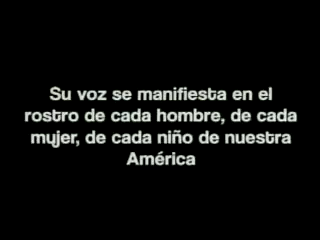 Su voz se manifiesta en el
rostro de cada hombre, de cada
mujer, de cada niño de nuestra
América